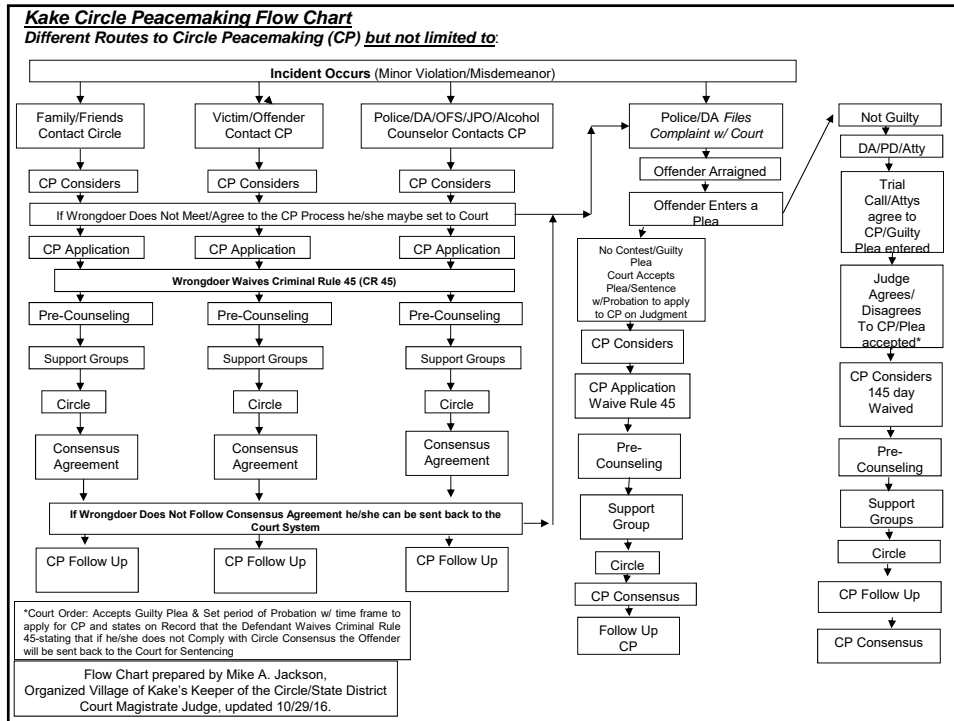 Kake Circle Peacemaking Flow Chart
Different Routes to Circle Peacemaking (CP) but not limited to:
Incident Occurs (Minor Violation/Misdemeanor)
Family/Friends
Contact Circle
CP Considers
Victim/Offender
Contact CP
CP Considers
Police/DA/OFS/JPO/Alcohol
Counselor Contacts CP
CP Considers
If Wrongdoer Does Not Meet/Agree to the CP Process he/she maybe set to Court
CP Application
CP Application
CP Application
Wrongdoer Waives Criminal Rule 45 (CR 45)
Pre-Counseling
Support Groups
Circle
Consensus
Agreement
Pre-Counseling
Support Groups
Circle
Consensus
Agreement
Pre-Counseling
Support Groups
Circle
Consensus
Agreement
If Wrongdoer Does Not Follow Consensus Agreement he/she can be sent back to the
Court System
CP Follow Up
CP Follow Up
CP Follow Up
Police/DA Files
Complaint w/ Court
Offender Arraigned
Offender Enters a
Plea
No Contest/Guilty
Plea
Court Accepts
Plea/Sentence
w/Probation to apply
to CP on Judgment
CP Considers
CP Application
Waive Rule 45
Pre-
Counseling
Support
Group
Circle
CP Consensus
Follow Up
CP
Not Guilty
DA/PD/Atty
Trial
Call/Attys
agree to
CP/Guilty
Plea entered
Judge
Agrees/
Disagrees
To CP/Plea
accepted*
CP Considers
145 day
Waived
Pre-
Counseling
Support
Groups
Circle
CP Follow Up
CP Consensus
*Court Order: Accepts Guilty Plea & Set period of Probation w/ time frame to
apply for CP and states on Record that the Defendant Waives Criminal Rule
45-stating that if he/she does not Comply with Circle Consensus the Offender
will be sent back to the Court for Sentencing
Flow Chart prepared by Mike A. Jackson,
Organized Village of Kake's Keeper of the Circle/State District
Court Magistrate Judge, updated 10/29/16.